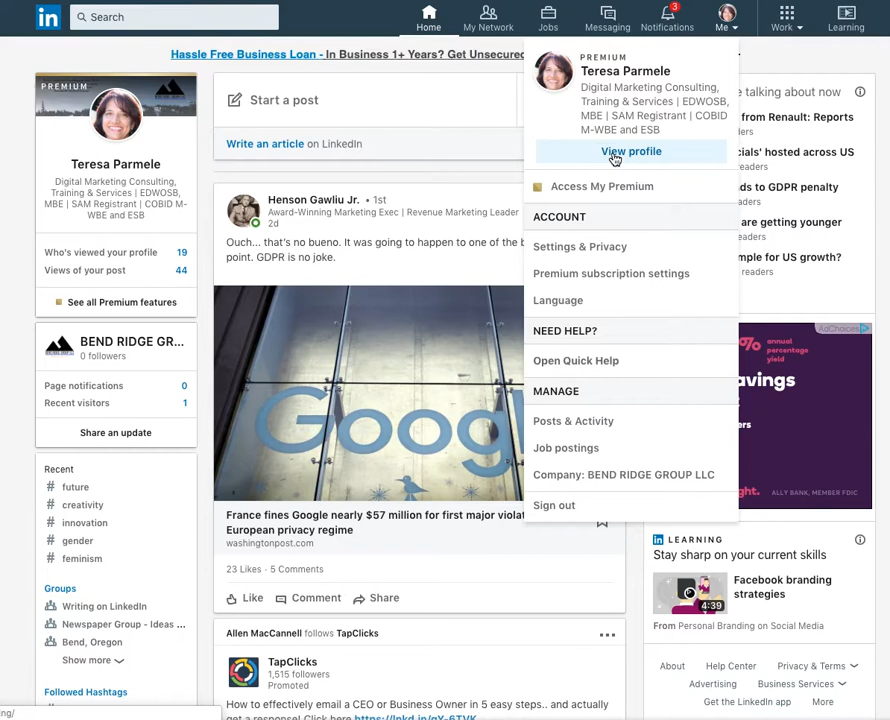 in
Search
Home
My Network
Jobs
Messaging
3
Notifications
Me
Work
Learning
Hassle Free Business Loan - In Business 1+ Years? Get Unsecured
PREMIUM
Teresa Parmele
Digital Marketing Consulting,
Training & Services | EDWOSB,
MBE | SAM Registrant | COBID M-
WBE and ESB
Who's viewed your profile 19
Views of your post 44
See all Premium features
BEND RIDGE GR...
0 followers
Page notifications 0
Recent visitors 1
Share an update
Recent
# future
# creativity
# innovation
# gender
# feminism
Groups
Writing on LinkedIn
Newspaper Group - Ideas ...
Bend, Oregon
Show more
Followed Hashtags
Start a post
Write an article on LinkedIn
Henson Gawliu Jr. • 1st
Award-Winning Marketing Exec | Revenue Marketing Leader
2d
Ouch... that's no bueno. It was going to happen to one of the
point. GDPR is no joke.
Goog
France fines Google nearly $57 million for first major
European privacy regime
washingtonpost.com
23 Likes · 5 Comments
Like
Comment
Share
Allen MacCannell follows TapClicks
TapClicks
1,515 followers
Promoted
How to effectively email a CEO or Business Owner in 5 easy steps.. and actually
get a response! Click here https://lnkd.in/gY-6TVK
PREMIUM
Teresa Parmele
Digital Marketing Consulting,
Training & Services | EDWOSB,
MBE | SAM Registrant | COBID
M-WBE and ESB
View profile
Access My Premium
ACCOUNT
Settings & Privacy
Premium subscription settings
Language
NEED HELP?
Open Quick Help
MANAGE
Posts & Activity
Job postings
Company: BEND RIDGE GROUP LLC
Sign out
talking about now
from Renault: Reports
cials' hosted across US
to GDPR penalty
are getting younger
for US growth?
readers
AdChoices
% annual
percentage
yield
ALLY BANK, MEMBER FDIC
in LEARNING
Stay sharp on your current skills
4:39
Facebook branding
strategies
From Personal Branding on Social Media
About
Help Center
Privacy & Terms
Advertising
Business Services
Get the LinkedIn app
More